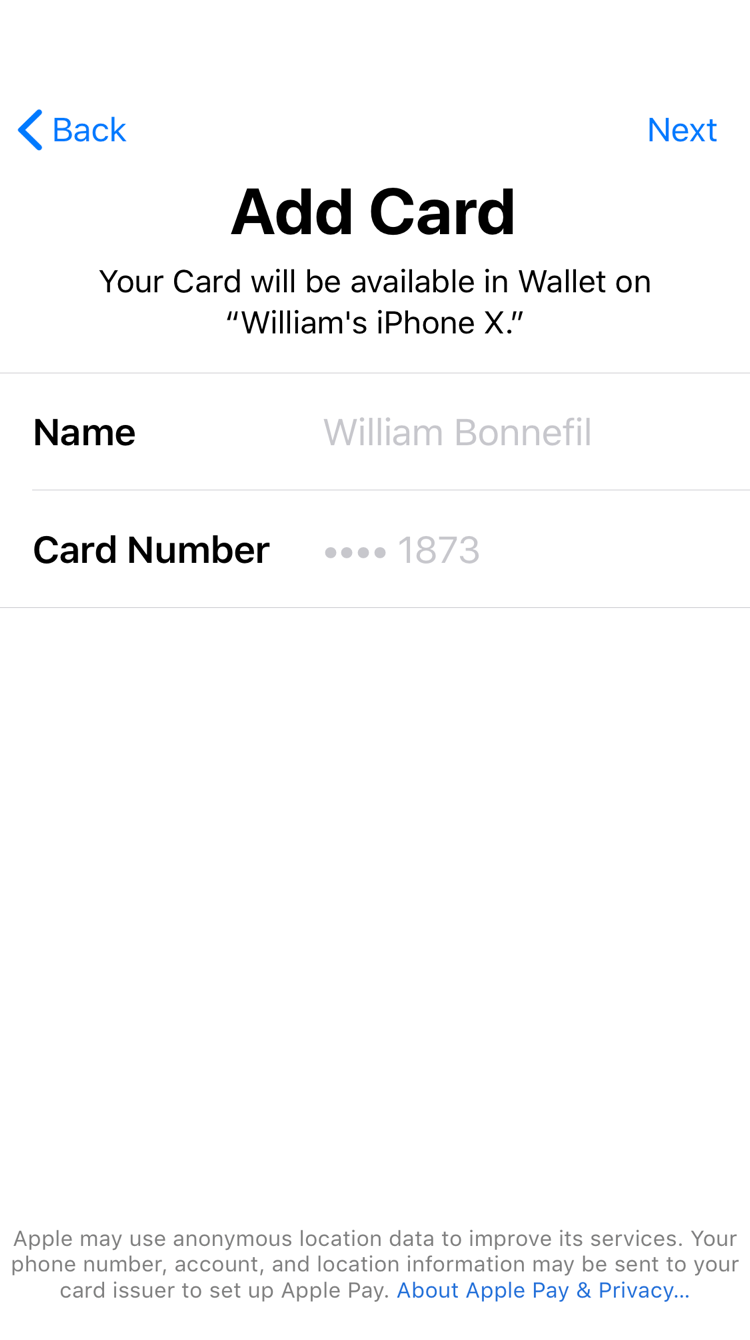 Back
Next
Add Card
Your Card will be available in Wallet on
“William's iPhone X.”
Name William Bonnefil
Card Number •••• 1873
Apple may use anonymous location data to improve its services. Your
phone number, account, and location information may be sent to your
card issuer to set up Apple Pay. About Apple Pay & Privacy...